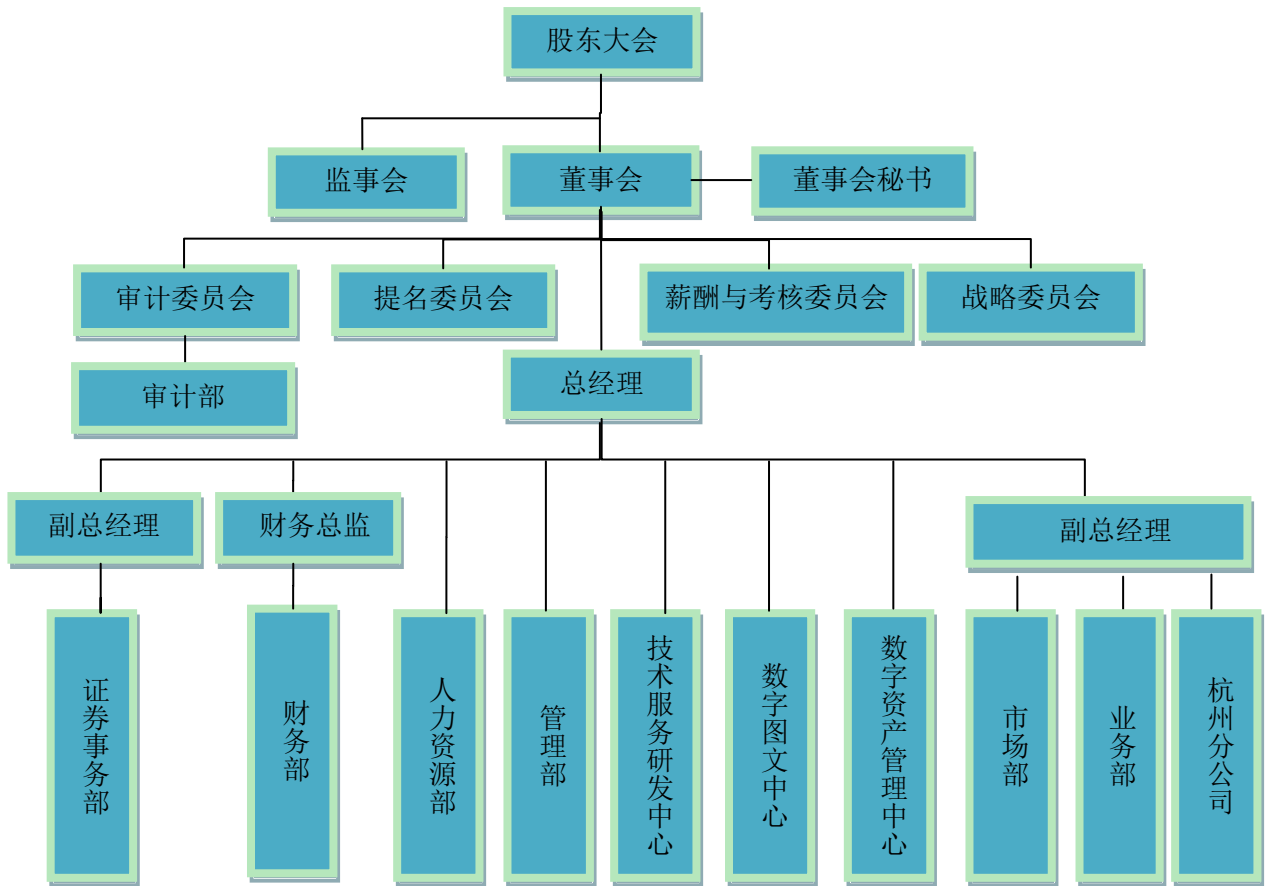 股东大会
监事会
董事会
董事会秘书
审计委员会
提名委员会
薪酬与考核委员会
战略委员会
审计部
总经理
副总经理
财务总监
副总经理
证券事务部
财务部
人力资源部
管理部
技术服务研发中心
数字图文中心
数字资产管理中心
市场部
业务部
杭州分公司